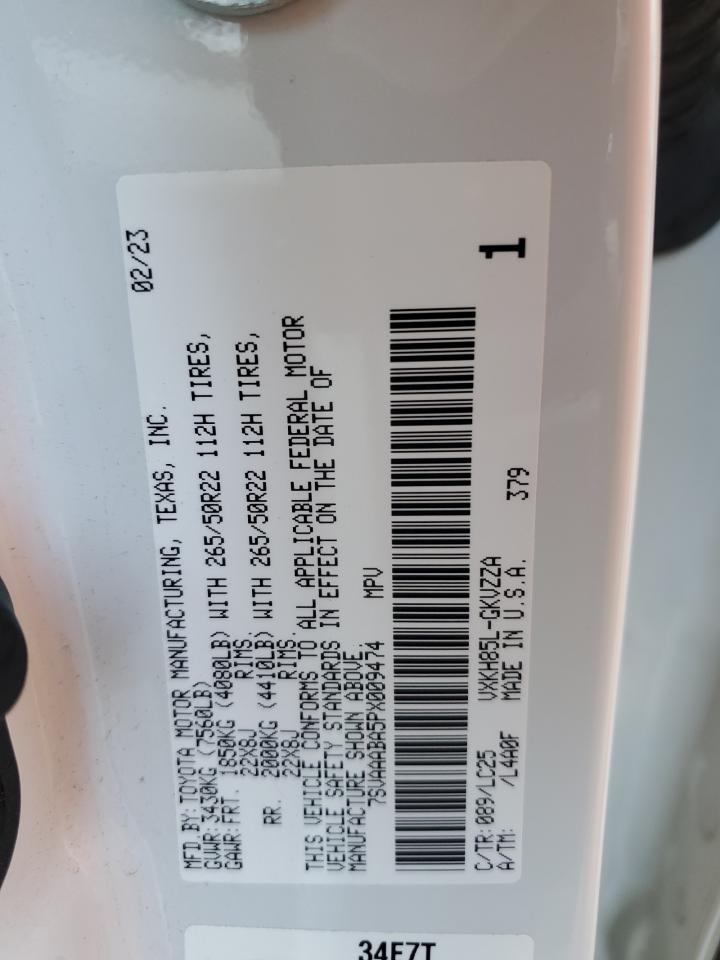 MFD.BY:TOYOTA MOTOR MANUFACTURING, TEXAS, INC. 02/23
GVWR:3430KG (7560LB)
GAWR:FRT. 1850KG (4080LB) WITH 265/50R22 112H TIRES,
22X8J RIMS.
RR. 2000KG (4410LB) WITH 265/50R22 112H TIRES,
22X8J RIMS.
THIS VEHICLE CONFORMS TO ALL APPLICABLE FEDERAL MOTOR
VEHICLE SAFETY STANDARDS IN EFFECT ON THE DATE OF
MANUFACTURE SHOWN ABOVE.
7SVAAABA5PX009474 MPV
1
C/TR:089/LC25 VXKH85L-GKVZZA
A/TM: /L4A0F MADE IN U.S.A. 379
34F7T